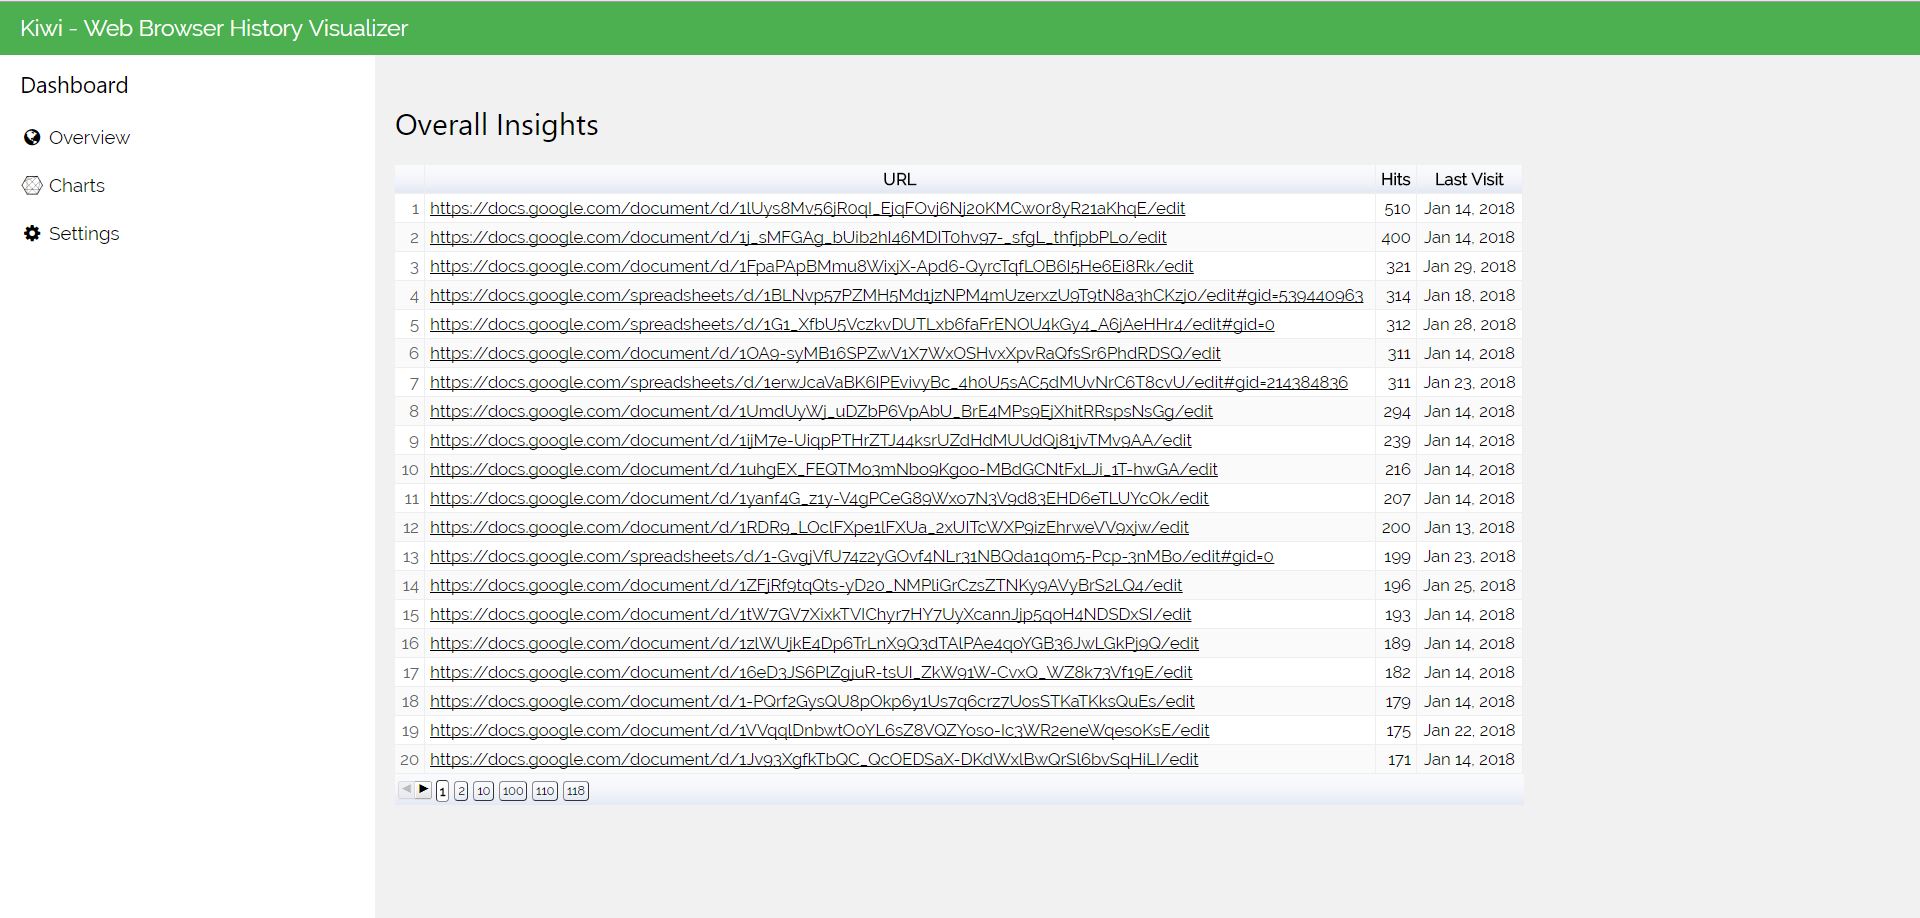 Kiwi - Web Browser History Visualizer
Dashboard
Overview
Charts
Settings
Overall Insights
URL Hits Last Visit
1 https://docs.google.com/document/d/1lUys8Mv56jR0qI_EjqFOvj6Nj20KMCw0r8yR21aKhqE/edit 510 Jan 14, 2018
2 https://docs.google.com/document/d/1j_sMFGAg_bUib2hI46MDIT0hv97-_sfgL_thfjpbPLo/edit 400 Jan 14, 2018
3 https://docs.google.com/document/d/1FpaPApBMmu8WixjX-Apd6-QyrcTqfLOB6I5He6Ei8Rk/edit 321 Jan 29, 2018
4 https://docs.google.com/spreadsheets/d/1BLNvp57PZMH5Md1jzNPM4mUzerxzU9T9tN8a3hCKzj0/edit#gid=539440963 314 Jan 18, 2018
5 https://docs.google.com/spreadsheets/d/1G1_XfbU5VczkvDUTLxb6faFrENOU4kGy4_A6jAeHHr4/edit#gid=0 312 Jan 28, 2018
6 https://docs.google.com/document/d/1OA9-syMB16SPZwV1X7WxOSHvxXpvRaQfsSr6PhdRDSQ/edit 311 Jan 14, 2018
7 https://docs.google.com/spreadsheets/d/1erwJcaVaBK6IPEvivyBc_4h0U5sAC5dMUvNrC6T8cvU/edit#gid=214384836 311 Jan 23, 2018
8 https://docs.google.com/document/d/1UmdUyWj_uDZbP6VpAbU_BrE4MPs9EjXhitRRspsNsGg/edit 294 Jan 14, 2018
9 https://docs.google.com/document/d/1ijM7e-UiqpPTHrZTJ44ksrUZdHdMUUdQj81jvTMv9AA/edit 239 Jan 14, 2018
10 https://docs.google.com/document/d/1uhgEX_FEQTMo3mNbo9Kgoo-MBdGCNtFxLJi_1T-hwGA/edit 216 Jan 14, 2018
11 https://docs.google.com/document/d/1yanf4G_z1y-V4gPCeG89Wxo7N3V9d83EHD6eTLUYcOk/edit 207 Jan 14, 2018
12 https://docs.google.com/document/d/1RDR9_LOclFXpe1lFXUa_2xUITcWXP9izEhrweVV9xjw/edit 200 Jan 13, 2018
13 https://docs.google.com/spreadsheets/d/1-GvgjVfU74z2yGOvf4NLr31NBQda1q0m5-Pcp-3nMBo/edit#gid=0 199 Jan 23, 2018
14 https://docs.google.com/document/d/1ZFjRf9tqQts-yD20_NMPliGrCzsZTNKy9AVyBrS2LQ4/edit 196 Jan 25, 2018
15 https://docs.google.com/document/d/1tW7GV7XixkTVIChyr7HY7UyXcannJjp5qoH4NDSDxSI/edit 193 Jan 14, 2018
16 https://docs.google.com/document/d/1zlWUjkE4Dp6TrLnX9Q3dTAlPAe4qoYGB36JwLGkPj9Q/edit 189 Jan 14, 2018
17 https://docs.google.com/document/d/16eD3JS6PlZgjuR-tsUI_ZkW91W-CvxQ_WZ8k73Vf19E/edit 182 Jan 14, 2018
18 https://docs.google.com/document/d/1-PQrf2GysQU8pOkp6y1Us7q6crz7UosSTKaTKksQuEs/edit 179 Jan 14, 2018
19 https://docs.google.com/document/d/1VVqqlDnbwtO0YL6sZ8VQZYoso-Ic3WR2eneWqesoKsE/edit 175 Jan 22, 2018
20 https://docs.google.com/document/d/1Jv93XgfkTbQC_QcOEDSaX-DKdWxlBwQrSl6bvSqHiLI/edit 171 Jan 14, 2018
1 2 10 100 110 118